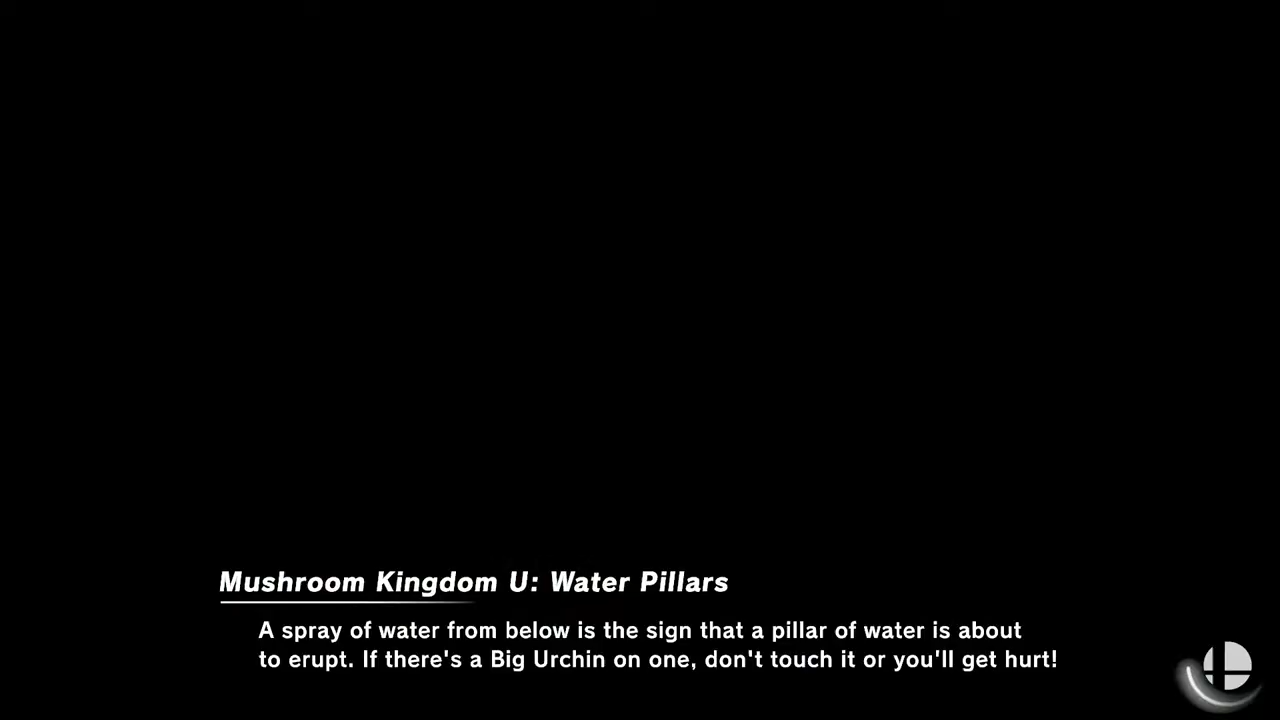 Mushroom Kingdom U: Water Pillars
A spray of water from below is the sign that a pillar of water is about
to erupt. If there's a Big Urchin on one, don't touch it or you'll get hurt!